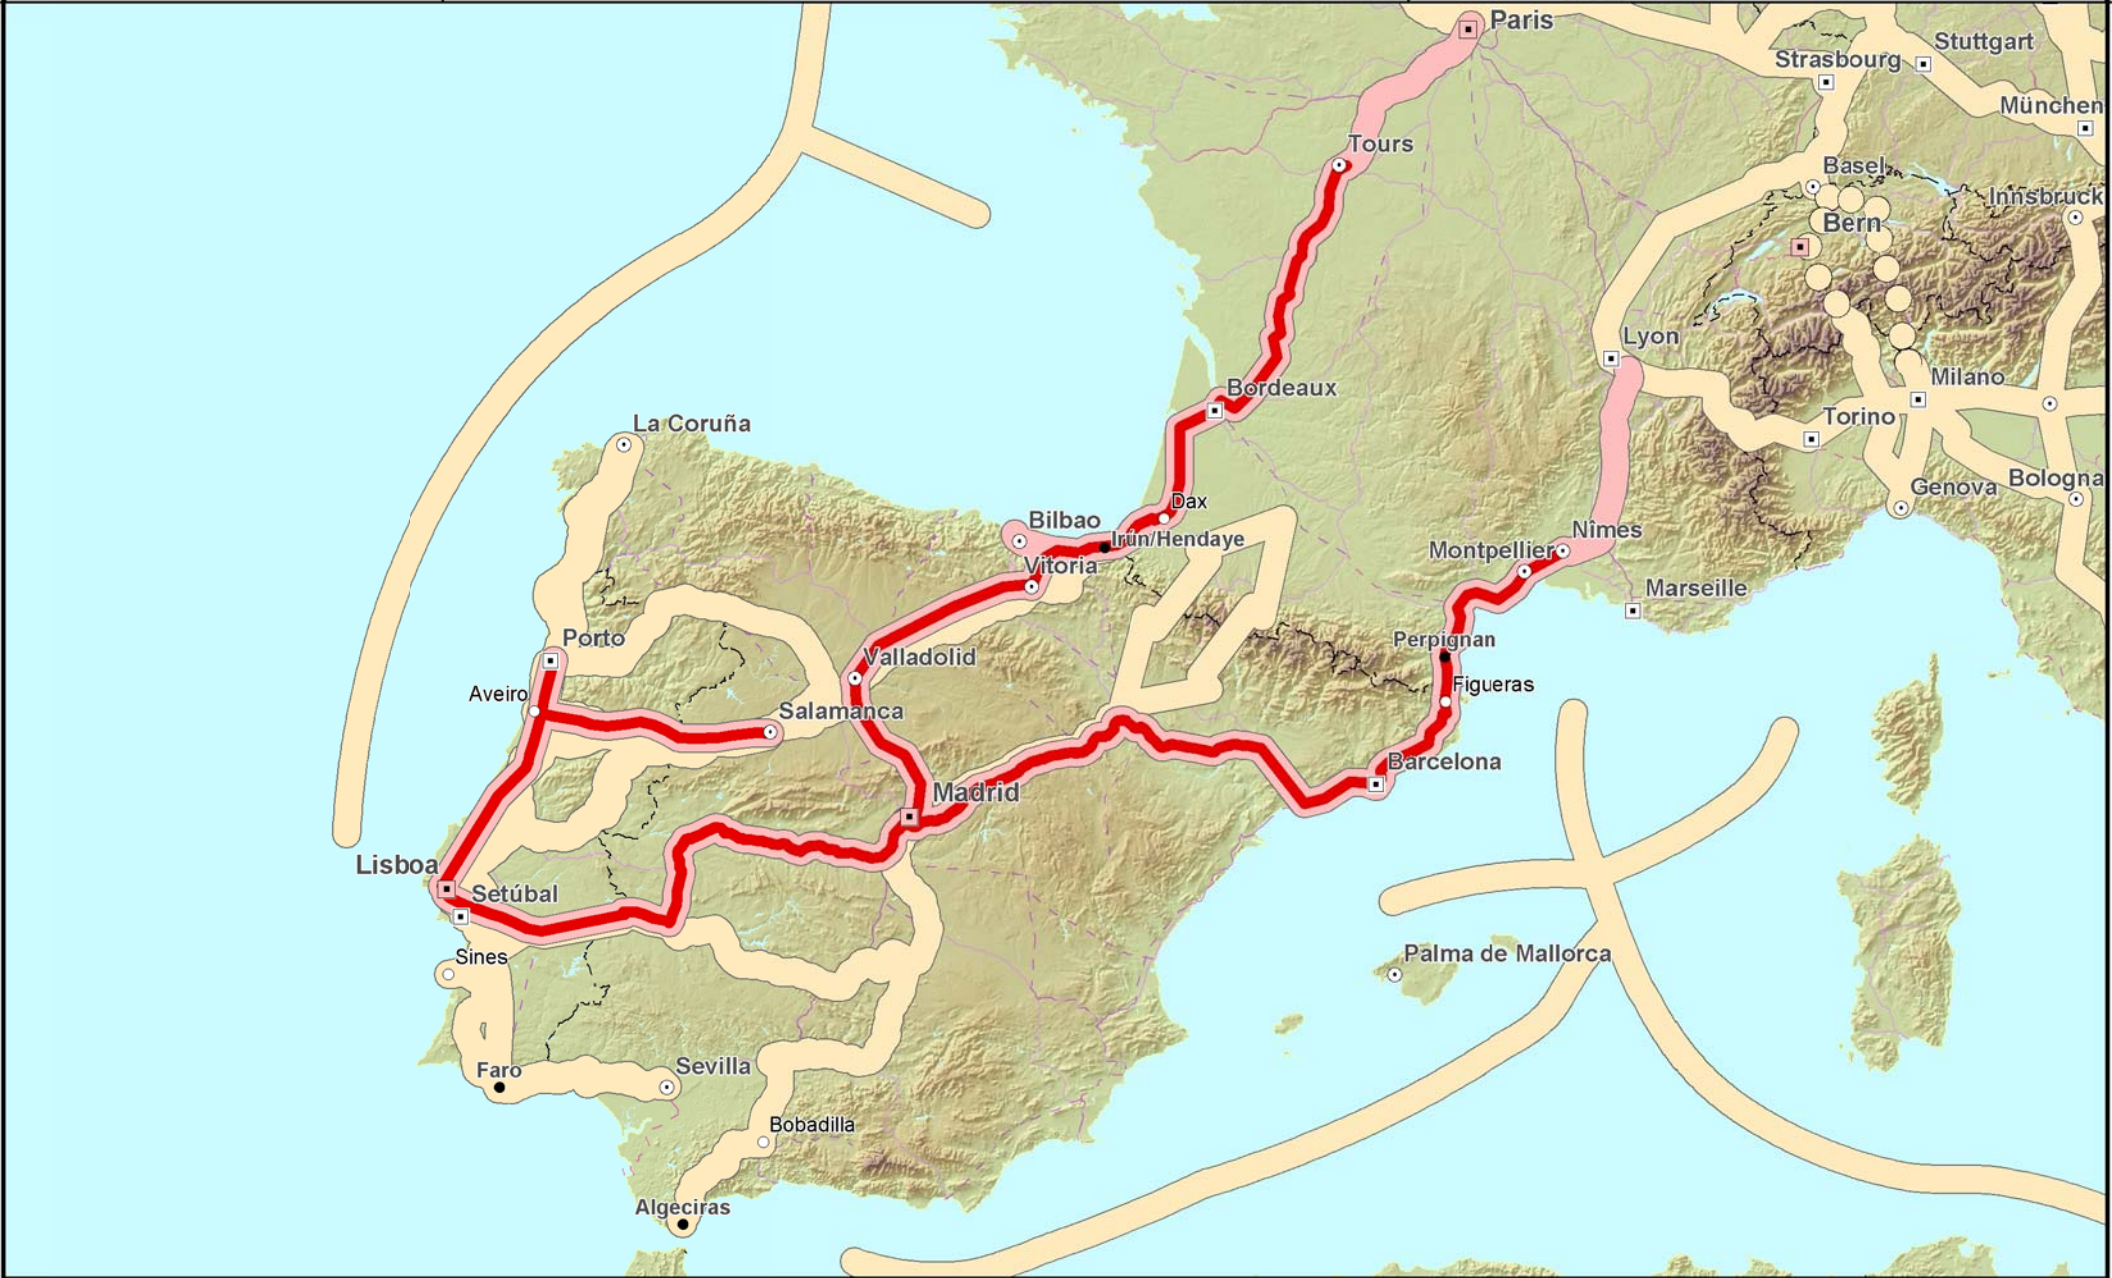 Paris
Stuttgart
Strasbourg
München
Tours
Basel
Innsbruck
Bern
Lyon
Milano
Bordeaux
Torino
La Coruña
Bologna
Genova
Dax
Bilbao
Irún/Hendaye
Nîmes
Montpellier
Vitoria
Marseille
Porto
Perpignan
Valladolid
Figueras
Aveiro
Salamanca
Barcelona
Madrid
Lisboa
Setúbal
Palma de Mallorca
Sines
Sevilla
Faro
Bobadilla
Algeciras